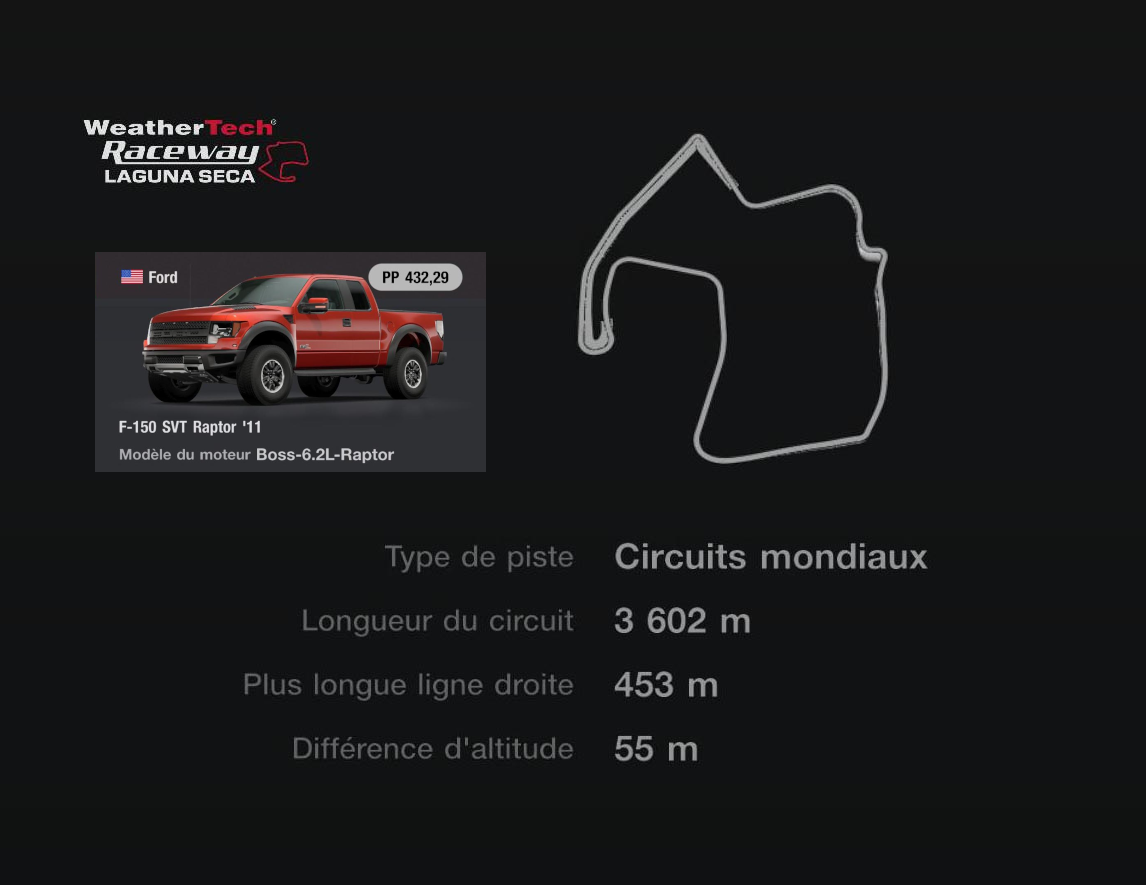 WeatherTech®
Raceway
LAGUNA SECA
Ford
PP 432,29
F-150 SVT Raptor '11
Modèle du moteur Boss-6.2L-Raptor
Type de piste Circuits mondiaux
Longueur du circuit 3 602 m
Plus longue ligne droite 453 m
Différence d'altitude 55 m